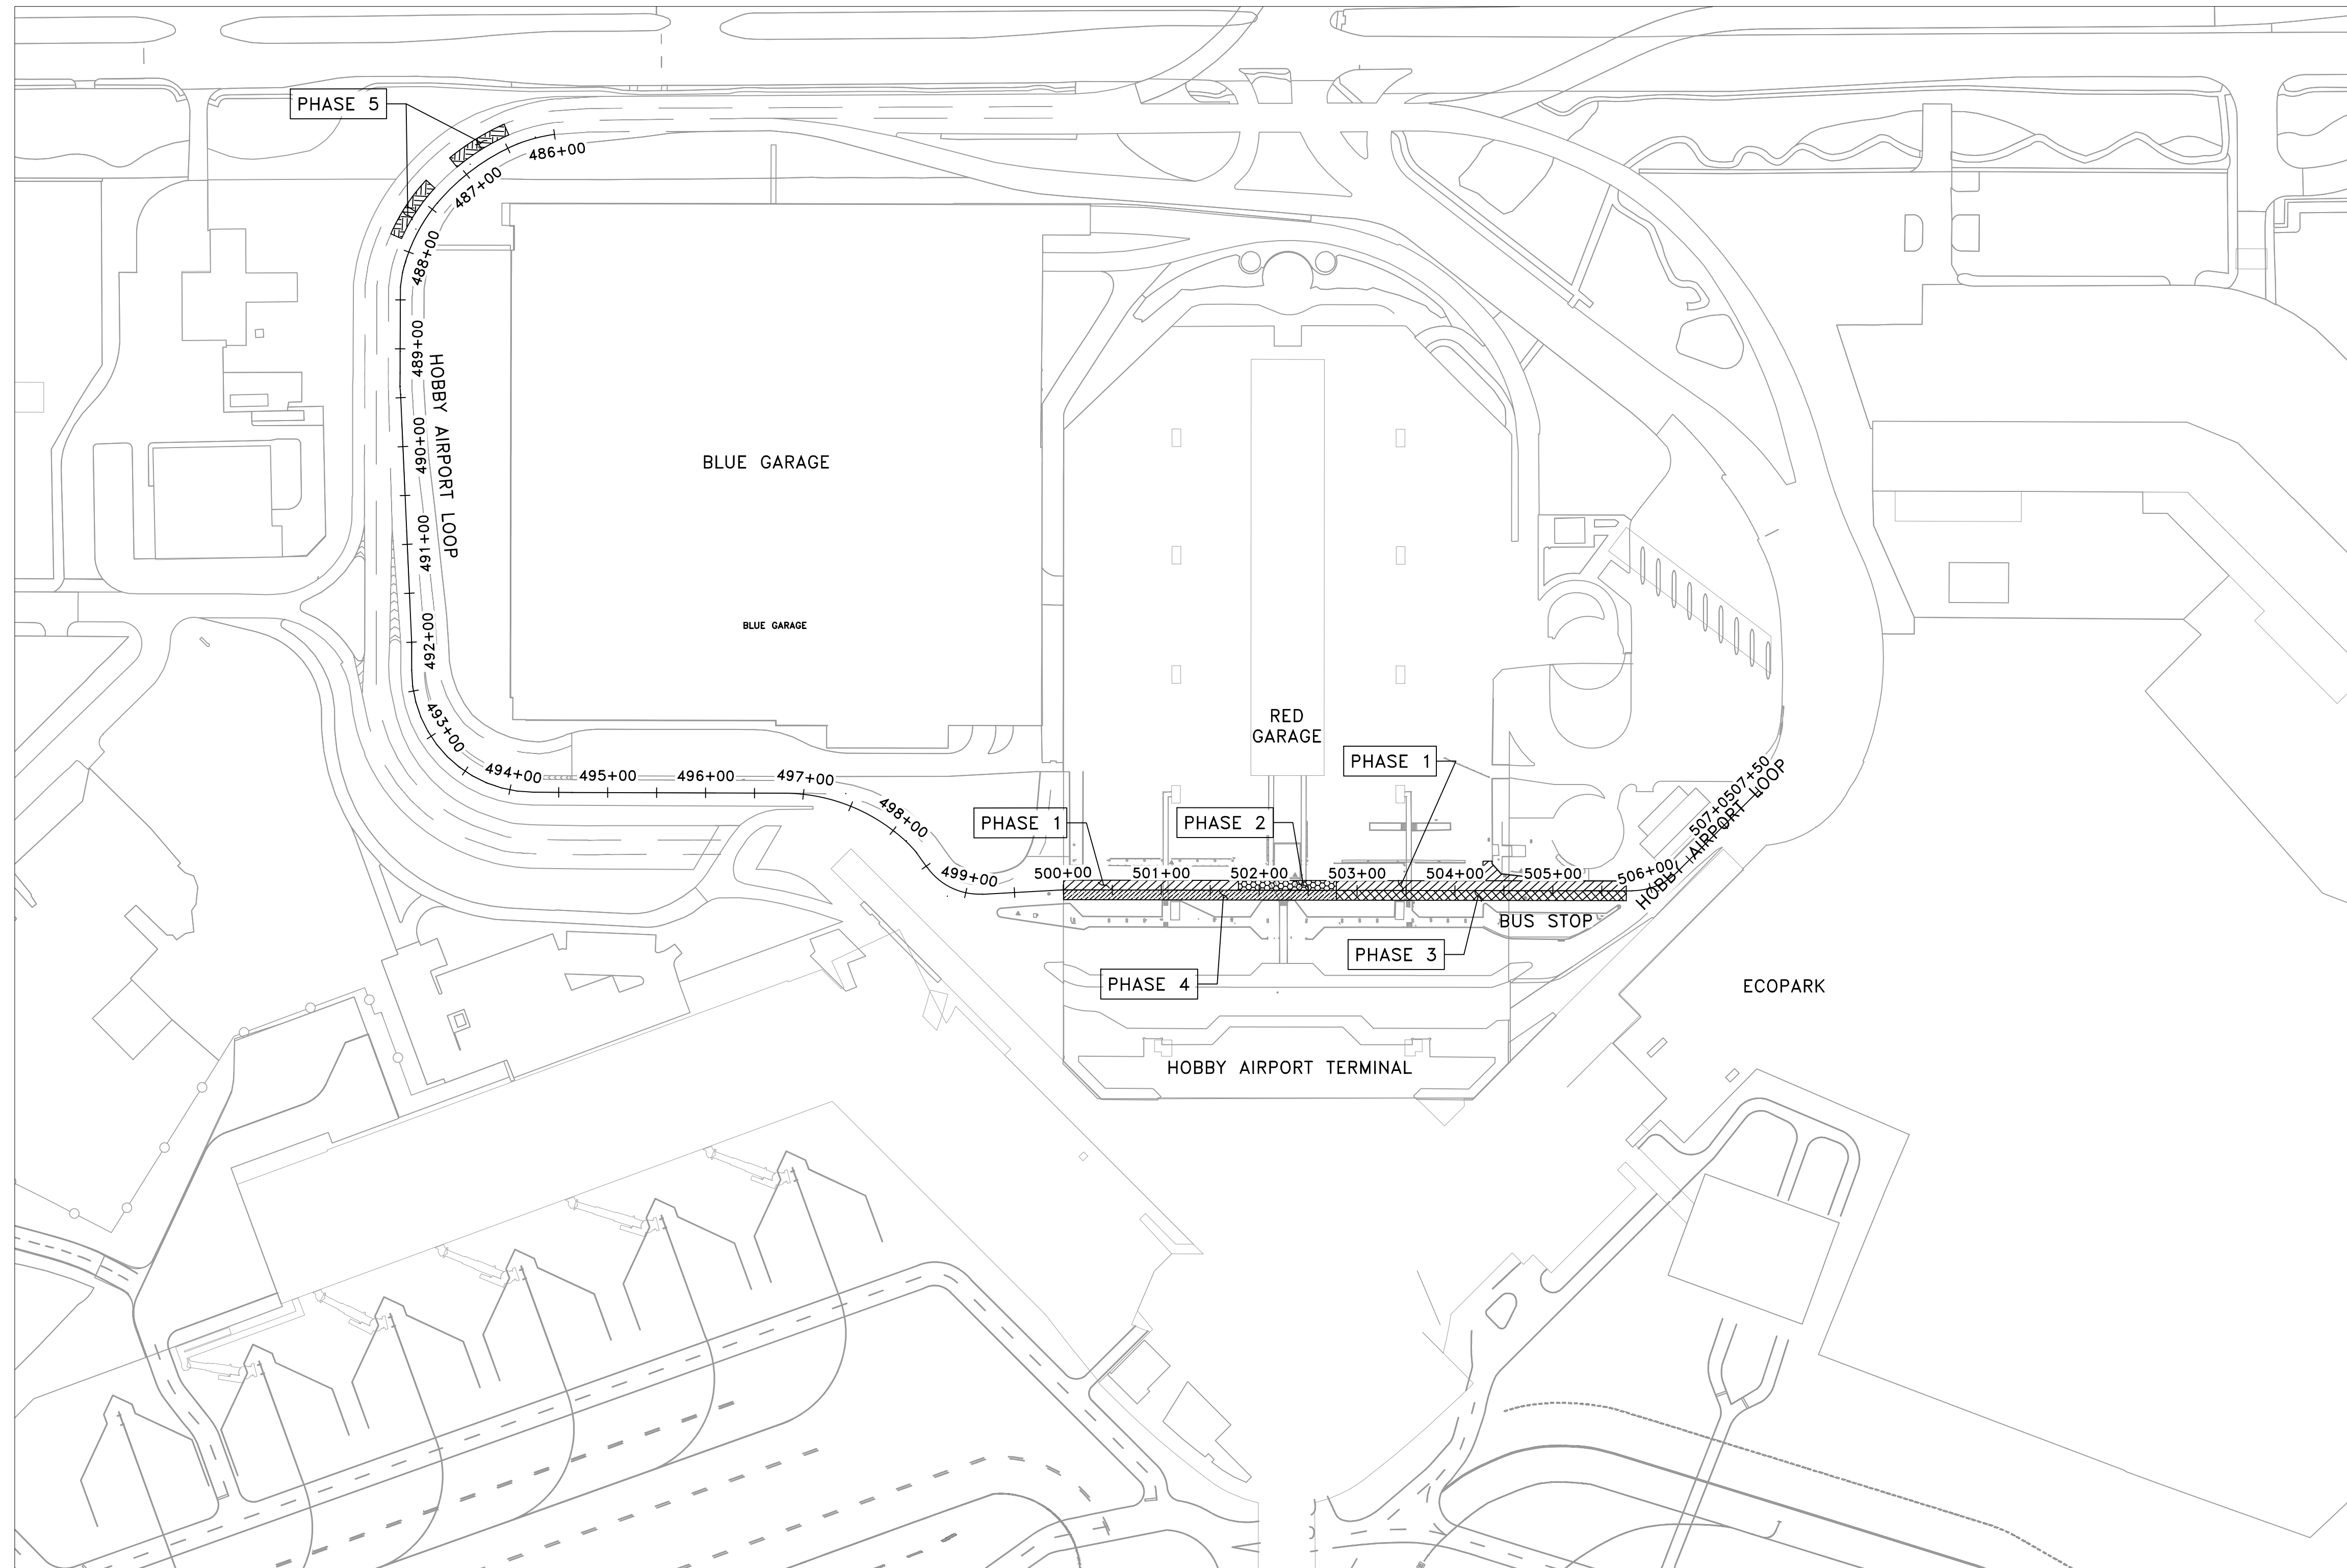 PHASE 5
486+00
487+00
488+00
489+00
HOBBY AIRPORT LOOP
490+00
491+00
492+00
493+00
BLUE GARAGE
BLUE GARAGE
RED
GARAGE
PHASE 1
494+00
495+00
496+00
497+00
498+00
499+00
PHASE 1
PHASE 2
500+00
501+00
502+00
503+00
504+00
505+00
506+00
507+00
507+50
HOBBY AIRPORT LOOP
BUS STOP
PHASE 3
PHASE 4
ECOPARK
HOBBY AIRPORT TERMINAL